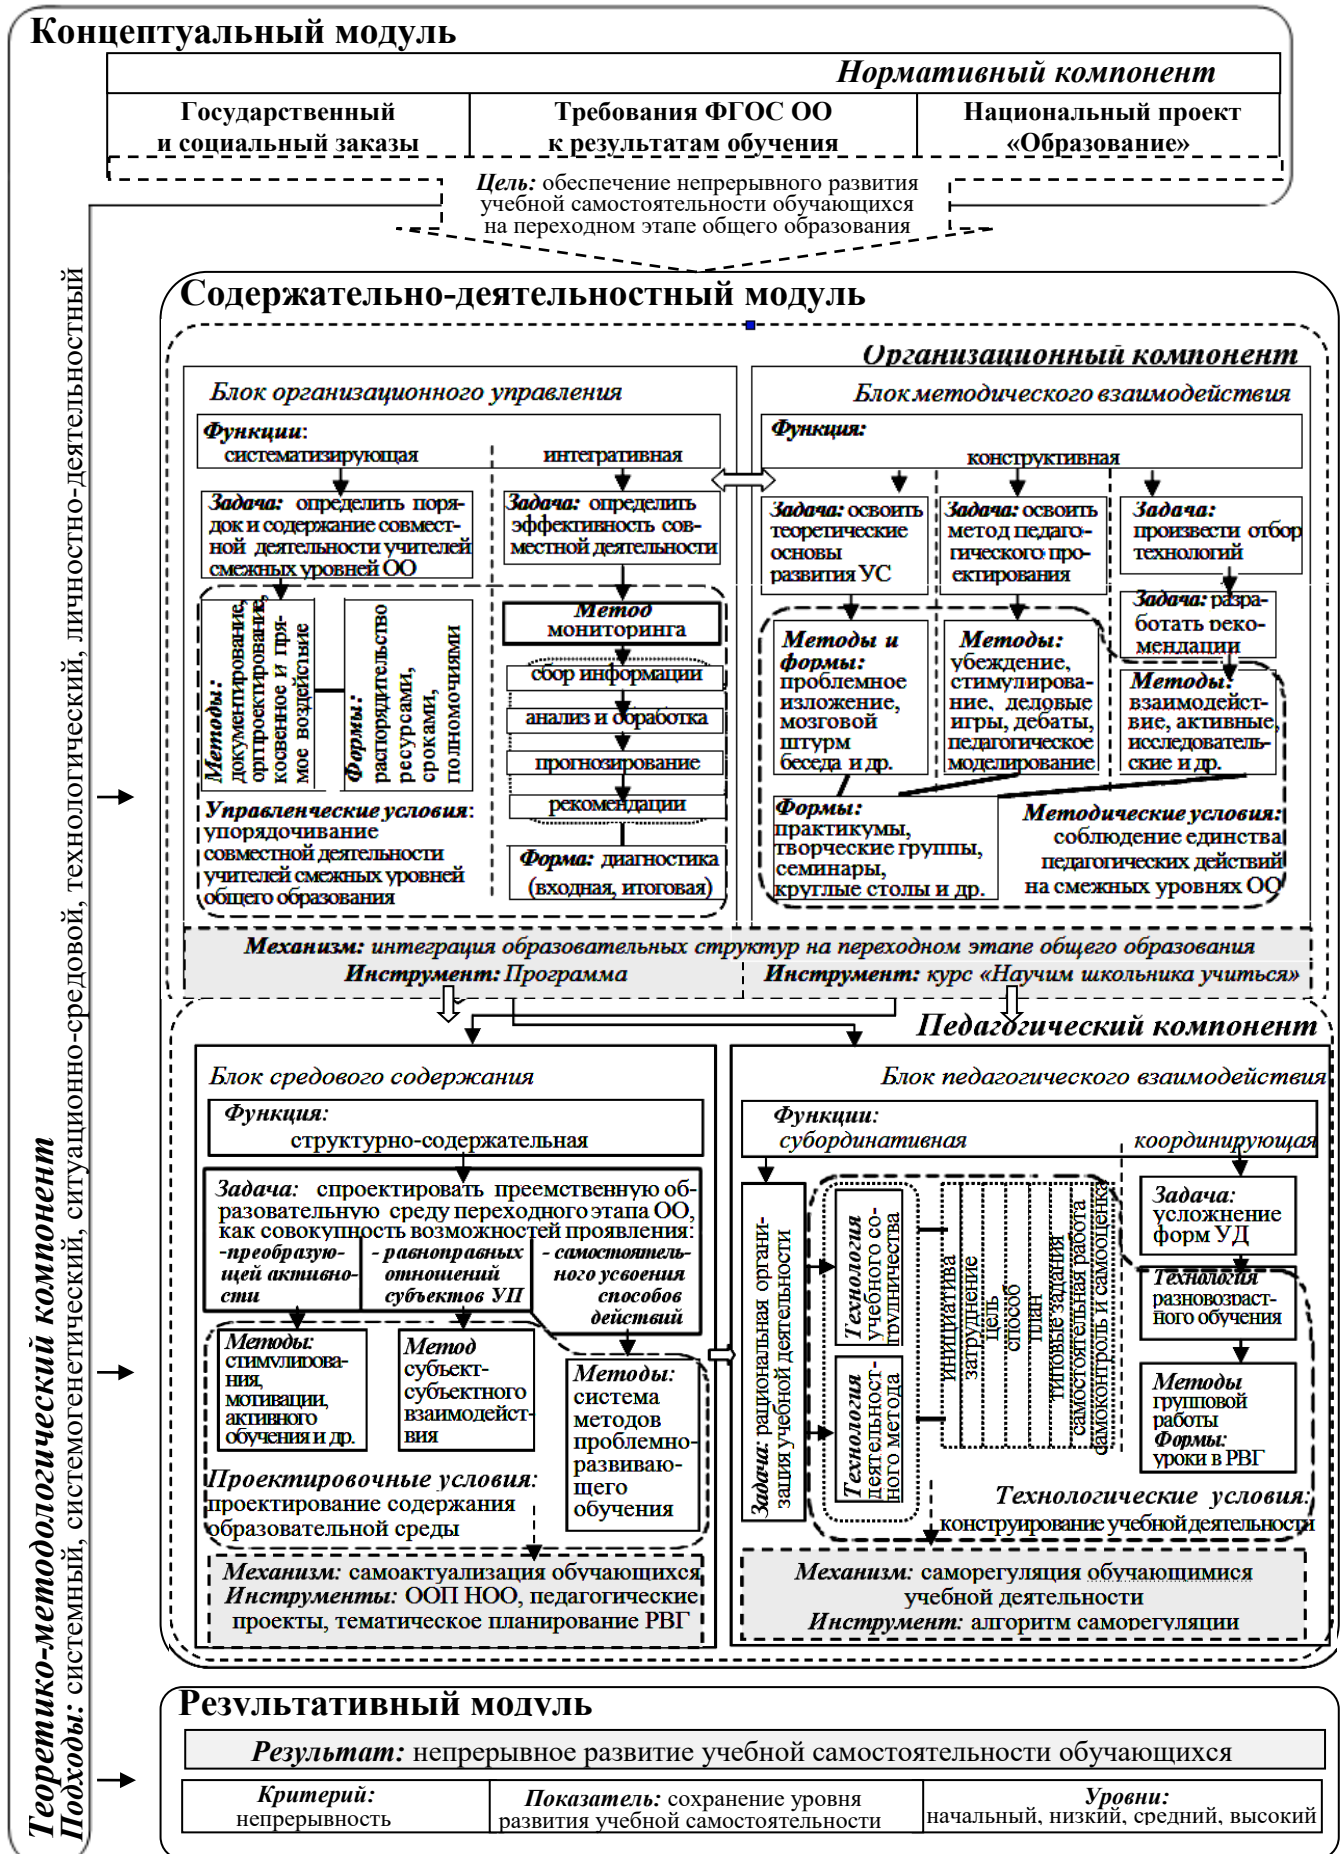 Концептуальный модуль
Нормативный компонент
Государственный
и социальный заказы
Требования ФГОС ОО
к результатам обучения
Национальный проект
«Образование»
Цель: обеспечение непрерывного развития
учебной самостоятельности обучающихся
на переходном этапе общего образования
Теоретико-методологический компонент
Подходы: системный, системогенетический, ситуационно-средовой, технологический, личностно-деятельностный
Содержательно-деятельностный модуль
Организационный компонент
Блок организационного управления
Функции:
систематизирующая
интегративная
Задача: определить поря-
док и содержание совмест-
ной деятельности учителей
смежных уровней ОО
Задача: определить
эффективность сов-
местной деятельности
Методы:
документирование,
оргпроектирование,
косвенное и пря-
мое воздействие
Формы:
распорядительство
ресурсами,
сроками,
полномочиями
Метод
мониторинга
сбор информации
анализ и обработка
прогнозирование
рекомендации
Форма: диагностика
(входная, итоговая)
Управленческие условия:
упорядочивание
совместной деятельности
учителей смежных уровней
общего образования
Блок методического взаимодействия
Функция:
конструктивная
Задача: освоить
теоретические
основы
развития УС
Задача: освоить
метод педаго-
гического про-
ектирования
Задача:
произвести отбор
технологий
Задача: разра-
ботать реко-
мендации
Методы и
формы:
проблемное
изложение,
мозговой
штурм
беседа и др.
Методы:
убеждение,
стимулирова-
ние, деловые
игры, дебаты,
педагогическое
моделирование
Методы:
взаимодейст-
вие, активные,
исследователь-
ские и др.
Формы:
практикумы,
творческие группы,
семинары,
круглые столы и др.
Методические условия:
соблюдение единства
педагогических действий
на смежных уровнях ОО
Механизм: интеграция образовательных структур на переходном этапе общего образования
Инструмент: Программа
Инструмент: курс «Научим школьника учиться»
Педагогический компонент
Блок средового содержания
Функция:
структурно-содержательная
Задача: спроектировать преемственную об-
разовательную среду переходного этапа ОО,
как совокупность возможностей проявления:
-преобразую-
щей активно-
сти
- равноправных
отношений
субъектов УП
- самостоятель-
ного усвоения
способов
действий
Методы:
стимулирова-
ния,
мотивации,
активного
обучения и др.
Метод
субъект-
субъектного
взаимодейст-
вия
Методы:
система
методов
проблемно-
развиваю-
щего
обучения
Проектировочные условия:
проектирование содержания
образовательной среды
Механизм: самоактуализация обучающихся
Инструменты: ООП НОО, педагогические
проекты, тематическое планирование РВГ
Блок педагогического взаимодействия
Функции:
субординативная
координирующая
Задача: рациональная органи-
зация учебной деятельности
Технология
учебного со-
трудничества
Технология
деятельност-
ного метода
инициатива
затруднение
цель
способ
план
типовые задания
самостоятельная работа
самоконтроль и самооценка
Задача:
усложнение
форм УД
Технология
разновозраст-
ного обучения
Методы
групповой
работы
Формы:
уроки в РВГ
Технологические условия:
конструирование учебной деятельности
Механизм: саморегуляция обучающимися
учебной деятельности
Инструмент: алгоритм саморегуляции
Результативный модуль
Результат: непрерывное развитие учебной самостоятельности обучающихся
Критерий:
непрерывность
Показатель: сохранение уровня
развития учебной самостоятельности
Уровни:
начальный, низкий, средний, высокий